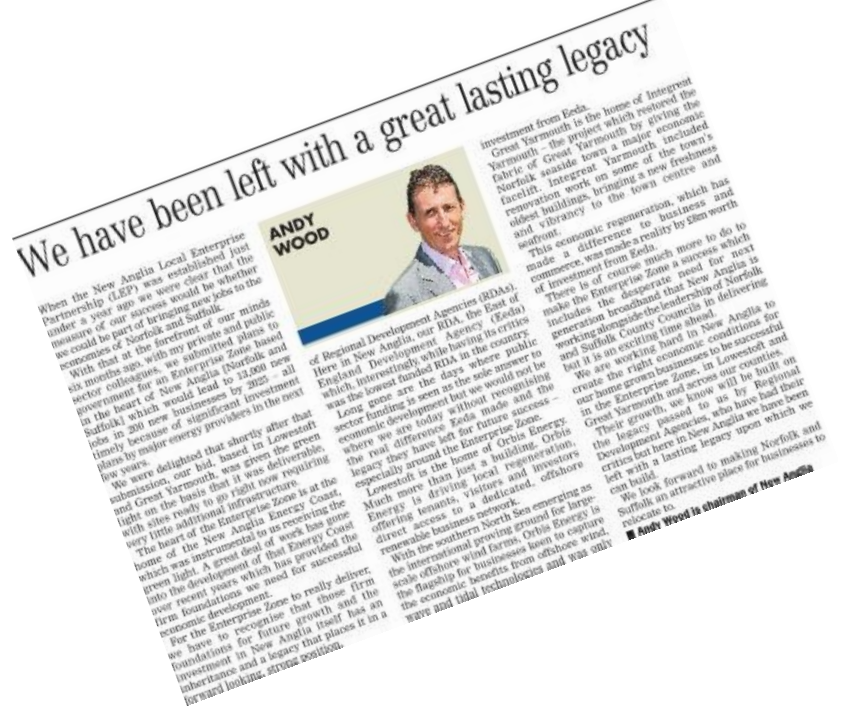 We have been left with a great lasting legacy
When the New Anglia Local Enterprise
Partnership (LEP) was established just
under a year ago we were clear that the
measure of our success would be whether
we could be part of bringing new jobs to the
economies of Norfolk and Suffolk.
With that at the forefront of our minds
six months ago, with my private and public
sector colleagues, we submitted plans to
government for an Enterprise Zone based
in the heart of New Anglia [Norfolk and
Suffolk] which would lead to 13,000 new
jobs in 200 new businesses by 2025 – all
timely because of significant investment
plans by major energy providers in the next
few years.
We were delighted that shortly after that
submission, our bid, based in Lowestoft
and Great Yarmouth, was given the green
light on the basis that it was deliverable,
with sites ready to go right now requiring
very little additional infrastructure.
The heart of the Enterprise Zone is at the
home of the New Anglia Energy Coast,
which was instrumental to us receiving the
green light. A great deal of work has gone
into the development of that Energy Coast
over recent years which has provided the
firm foundations we need for successful
economic development.
For the Enterprise Zone to really deliver,
we have to recognise that those firm
foundations for future growth and the
investment in New Anglia itself has an
inheritance and a legacy that places it in a
forward looking, strong position.
ANDY
WOOD
of Regional Development Agencies (RDAs).
Here in New Anglia, our RDA, the East of
England Development Agency (Eeda)
which, interestingly, while having its critics
was the lowest funded RDA in the country.
Long gone are the days where public
sector funding is seen as the sole answer to
economic development but we would not be
where we are today without recognising
the real difference Eeda made and the
legacy they have left for future success –
especially around the Enterprise Zone.
Lowestoft is the home of Orbis Energy.
Much more than just a building, Orbis
Energy is driving local regeneration,
offering tenants, visitors and investors
direct access to a dedicated, offshore
renewable business network.
With the southern North Sea emerging as
the international proving ground for large-
scale offshore wind farms, Orbis Energy is
the flagship for businesses keen to capture
the economic benefits from offshore wind,
wave and tidal technologies and was only
investment from Eeda.
Great Yarmouth is the home of Integreat
Yarmouth – the project which restored the
fabric of Great Yarmouth by giving the
Norfolk seaside town a major economic
facelift. Integreat Yarmouth included
renovation work on some of the town's
oldest buildings, bringing a new freshness
and vibrancy to the town centre and
seafront.
This economic regeneration, which has
made a difference to business and
commerce, was made a reality by £8m worth
of investment from Eeda.
There is of course much more to do to
make the Enterprise Zone a success which
includes the desperate need for next
generation broadband that New Anglia is
working alongside the leadership of Norfolk
and Suffolk County Councils in delivering
but it is an exciting time ahead.
We are working hard in New Anglia to
create the right economic conditions for
our home grown businesses to be successful
in the Enterprise Zone, in Lowestoft and
Great Yarmouth and across our counties.
Their growth, we know will be built on
the legacy passed to us by Regional
Development Agencies, who have had their
critics but here in New Anglia we had been
left with a lasting legacy upon which we
can build.
We look forward to making Norfolk and
Suffolk an attractive place for businesses to
relocate to.
■ Andy Wood is chairman of New Anglia